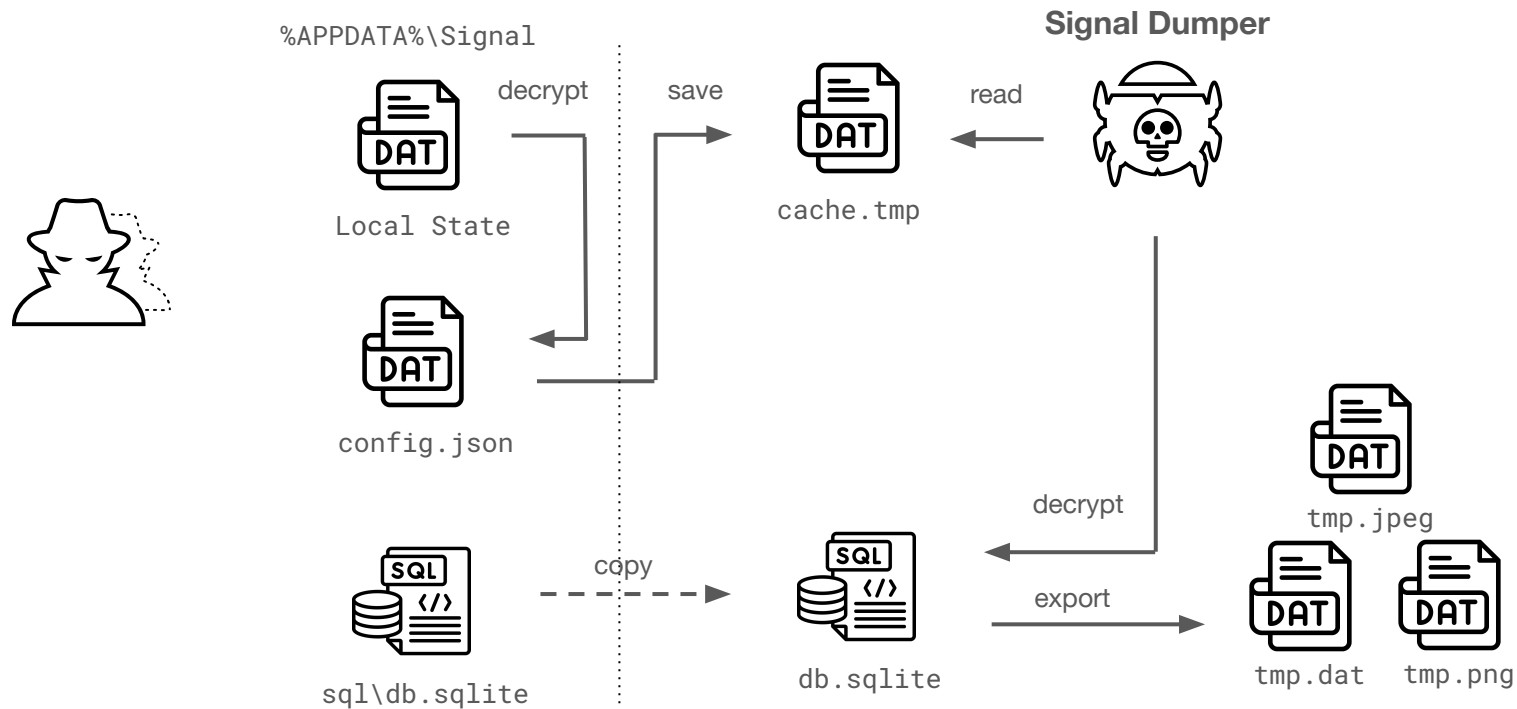 %APPDATA%\Signal
Signal Dumper
decrypt
save
read
DAT
DAT
Local State
cache.tmp
DAT
config.json
DAT
tmp.jpeg
decrypt
SQL
</>
copy
SQL
</>
export
DAT
DAT
sql\db.sqlite
db.sqlite
tmp.dat
tmp.png